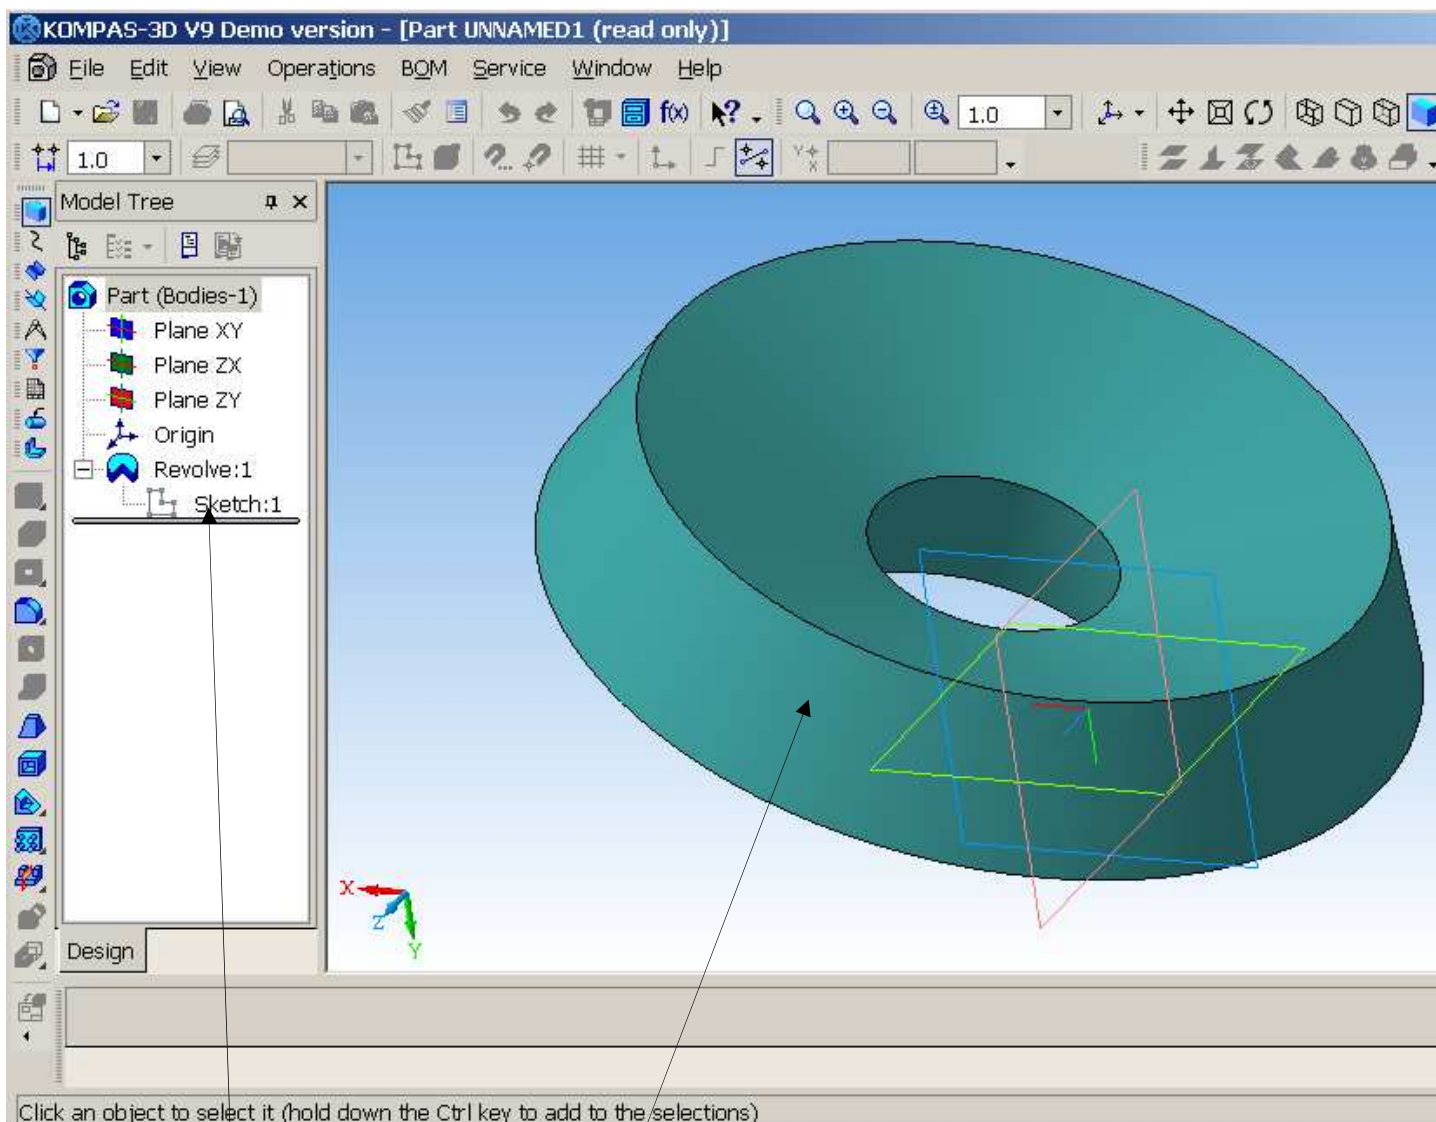 KOMPAS-3D V9 Demo version - [Part UNNAMED1 (read only)]
File Edit View Operations BOM Service Window Help
f(x) ? 1.0
1.0
Model Tree
Part (Bodies-1)
Plane XY
Plane ZX
Plane ZY
Origin
Revolve:1
Sketch:1
X
Z
Y
Design
Click an object to select it (hold down the Ctrl key to add to the selections)